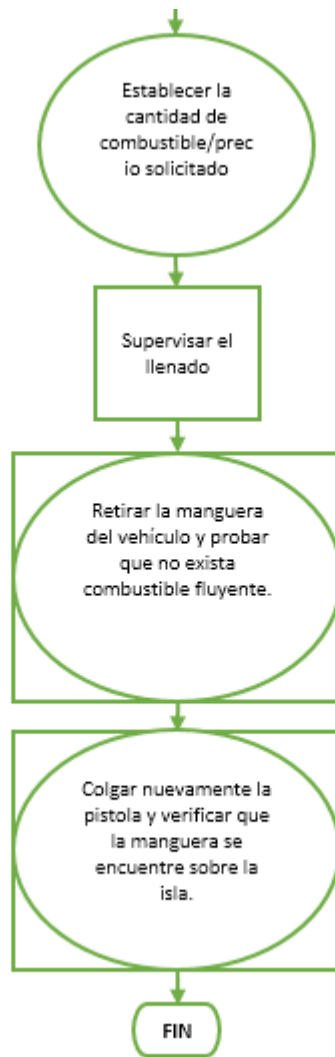 Establecer la
cantidad de
combustible/prec
io solicitado
Supervisar el
llenado
Retirar la manguera
del vehículo y probar
que no exista
combustible fluyente.
Colgar nuevamente la
pistola y verificar que
la manguera se
encuentre sobre la
isla.
FIN